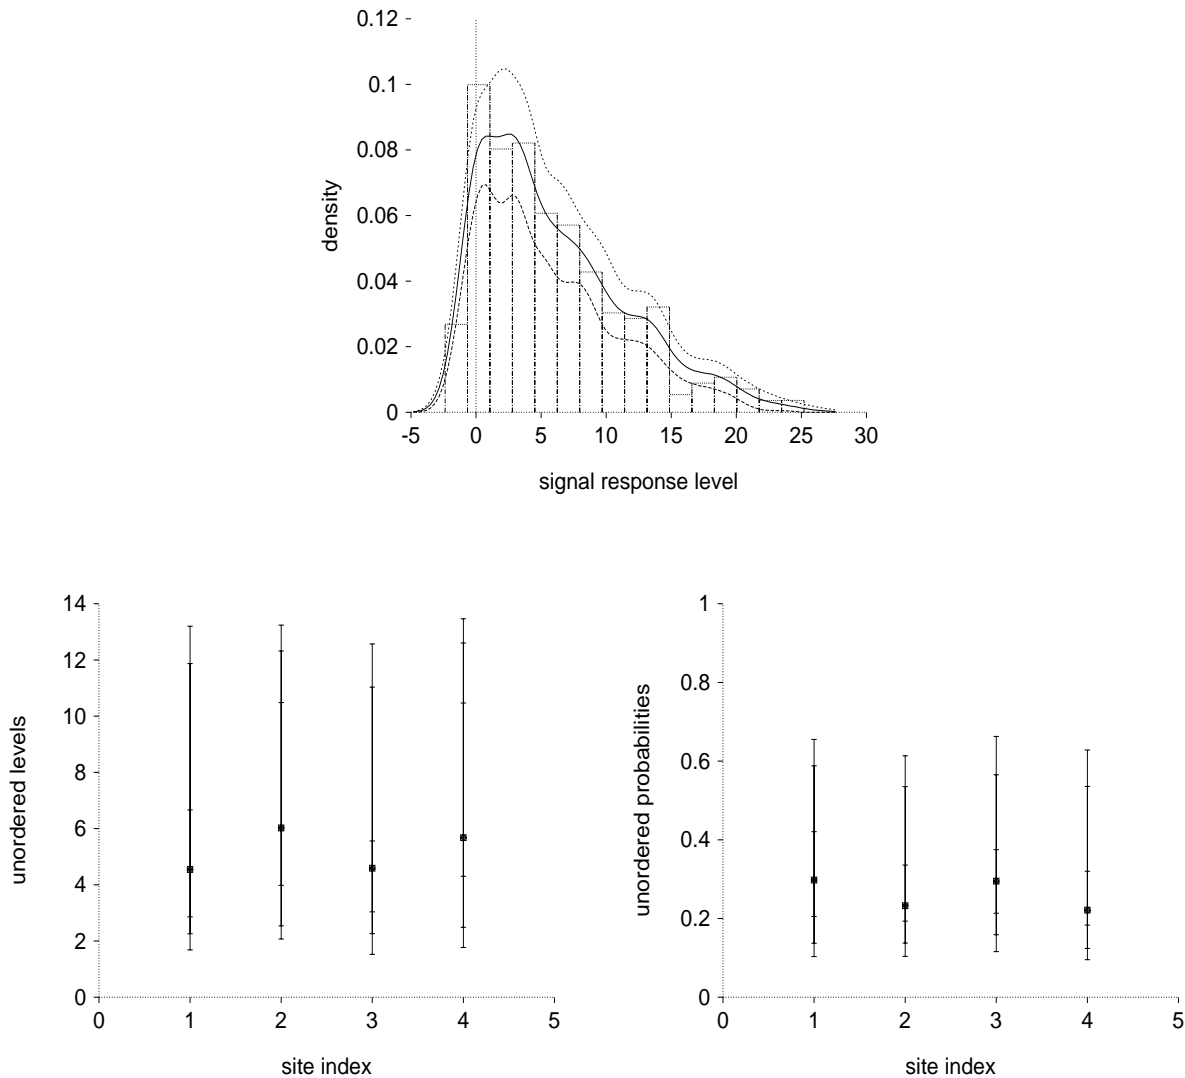 0.12
0.1
0.08
0.06
0.04
0.02
0
density
-5 0 5 10 15 20 25 30
signal response level
14
12
10
8
6
4
2
0
unordered levels
0 1 2 3 4 5
site index
1
0.8
0.6
0.4
0.2
0
unordered probabilities
0 1 2 3 4 5
site index